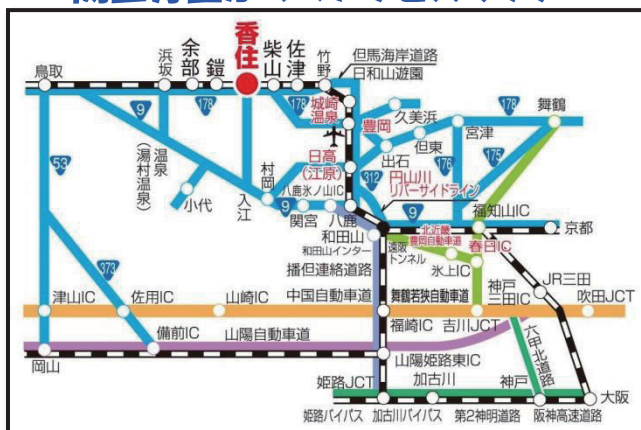 香住
鳥取
浜坂
余部
鎧
柴山
佐津
竹野
但馬海岸道路
日和山遊園
9
178
178
城崎
温泉
久美浜
豊岡
178
舞鶴
但東
宮津
出石
53
温泉
(湯村温泉)
日高
(江原)
312
円山川
リバーサイドライン
176
175
村岡
小代
入江
八鹿氷ノ山IC
9
関宮
八鹿
9
福知山IC
京都
和田山
和田山インター
遠阪
トンネル
北近畿
豊岡自動車道
春日IC
氷上IC
播但連絡道路
373
舞鶴若狭自動車道
神戸
三田IC
JR三田
津山IC
佐用IC
山崎IC
中国自動車道
福崎IC
吉川JCT
吹田JCT
備前IC
山陽自動車道
六甲北道路
岡山
山陽姫路東IC
姫路JCT
加古川
神戸
大阪
姫路バイパス
加古川バイパス
第2神明道路
阪神高速道路